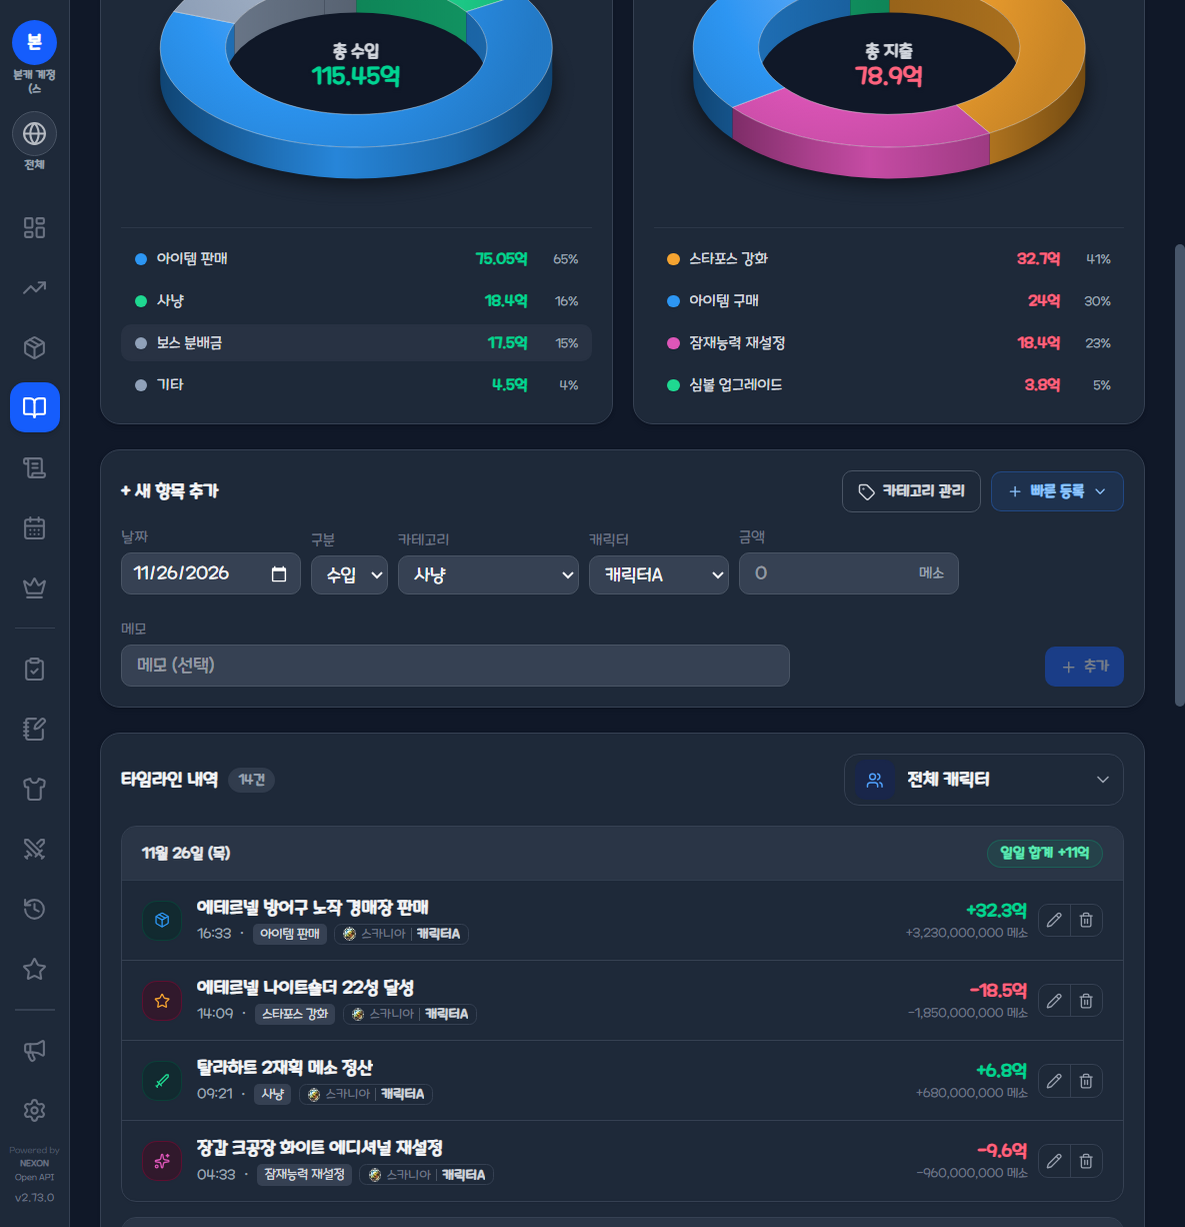 본
본캐 계정
(스
전체
Powered by
NEXON
Open API
v2.73.0
총 수입
115.45억
아이템 판매 75.05억 65%
사냥 18.4억 16%
보스 분배금 17.5억 15%
기타 4.5억 4%
총 지출
78.9억
스타포스 강화 32.7억 41%
아이템 구매 24억 30%
잠재능력 재설정 18.4억 23%
심볼 업그레이드 3.8억 5%
+ 새 항목 추가
카테고리 관리
+ 빠른 등록
날짜 구분 카테고리 캐릭터 금액
11/26/2026 수입 사냥 캐릭터A 0 메소
메모
메모 (선택)
+ 추가
타임라인 내역 14건
전체 캐릭터
11월 26일 (목) 일일 합계 +11억
에테르넬 방어구 노작 경매장 판매 +32.3억
16:33 · 아이템 판매 스카니아 | 캐릭터A +3,230,000,000 메소
에테르넬 나이트숄더 22성 달성 -18.5억
14:09 · 스타포스 강화 스카니아 | 캐릭터A -1,850,000,000 메소
탈라하트 2재획 메소 정산 +6.8억
09:21 · 사냥 스카니아 | 캐릭터A +680,000,000 메소
장갑 크공장 화이트 에디셔널 재설정 -9.6억
04:33 · 잠재능력 재설정 스카니아 | 캐릭터A -960,000,000 메소